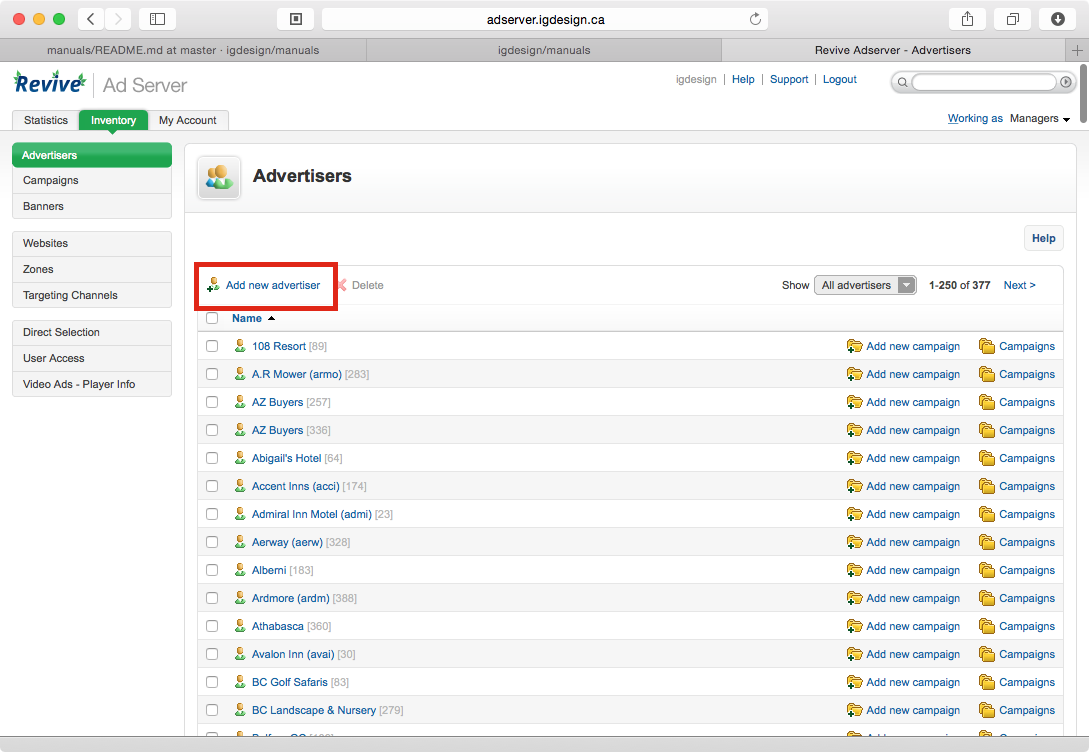 adserver.igdesign.ca
manuals/README.md at master · igdesign/manuals
igdesign/manuals
Revive Adserver - Advertisers
Revive Ad Server
igdesign Help Support Logout
Statistics Inventory My Account
Working as Managers
Advertisers
Campaigns
Banners
Websites
Zones
Targeting Channels
Direct Selection
User Access
Video Ads - Player Info
Advertisers
Help
Add new advertiser Delete Show All advertisers 1-250 of 377 Next >
Name
108 Resort [89] Add new campaign Campaigns
A.R Mower (armo) [283] Add new campaign Campaigns
AZ Buyers [257] Add new campaign Campaigns
AZ Buyers [336] Add new campaign Campaigns
Abigail's Hotel [64] Add new campaign Campaigns
Accent Inns (acci) [174] Add new campaign Campaigns
Admiral Inn Motel (admi) [23] Add new campaign Campaigns
Aerway (aerw) [328] Add new campaign Campaigns
Alberni [183] Add new campaign Campaigns
Ardmore (ardm) [388] Add new campaign Campaigns
Athabasca [360] Add new campaign Campaigns
Avalon Inn (avai) [30] Add new campaign Campaigns
BC Golf Safaris [83] Add new campaign Campaigns
BC Landscape & Nursery [279] Add new campaign Campaigns